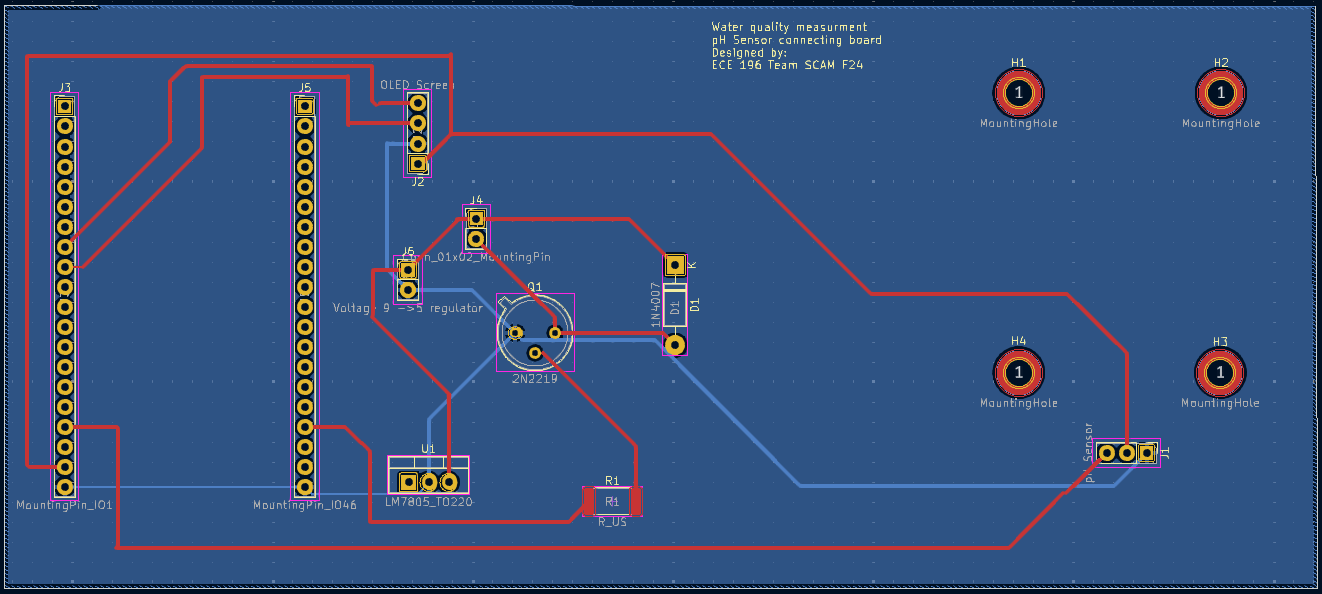 Water quality measurment
pH Sensor connecting board
Designed by:
ECE 196 Team SCAM F24
H1
H2
1
1
MountingHole
MountingHole
J3
J5
OLED Screen
J2
J4
J6
01x02_MountingPin
Voltag 9 ->5 regulator
K
1N4007
D1
D1
Q1
2N2219
H4
H3
1
1
MountingHole
MountingHole
pH Sensor
J1
U1
LM7805_TO220
R1
R1
R_US
MountingPin_IO1
MountingPin_IO46